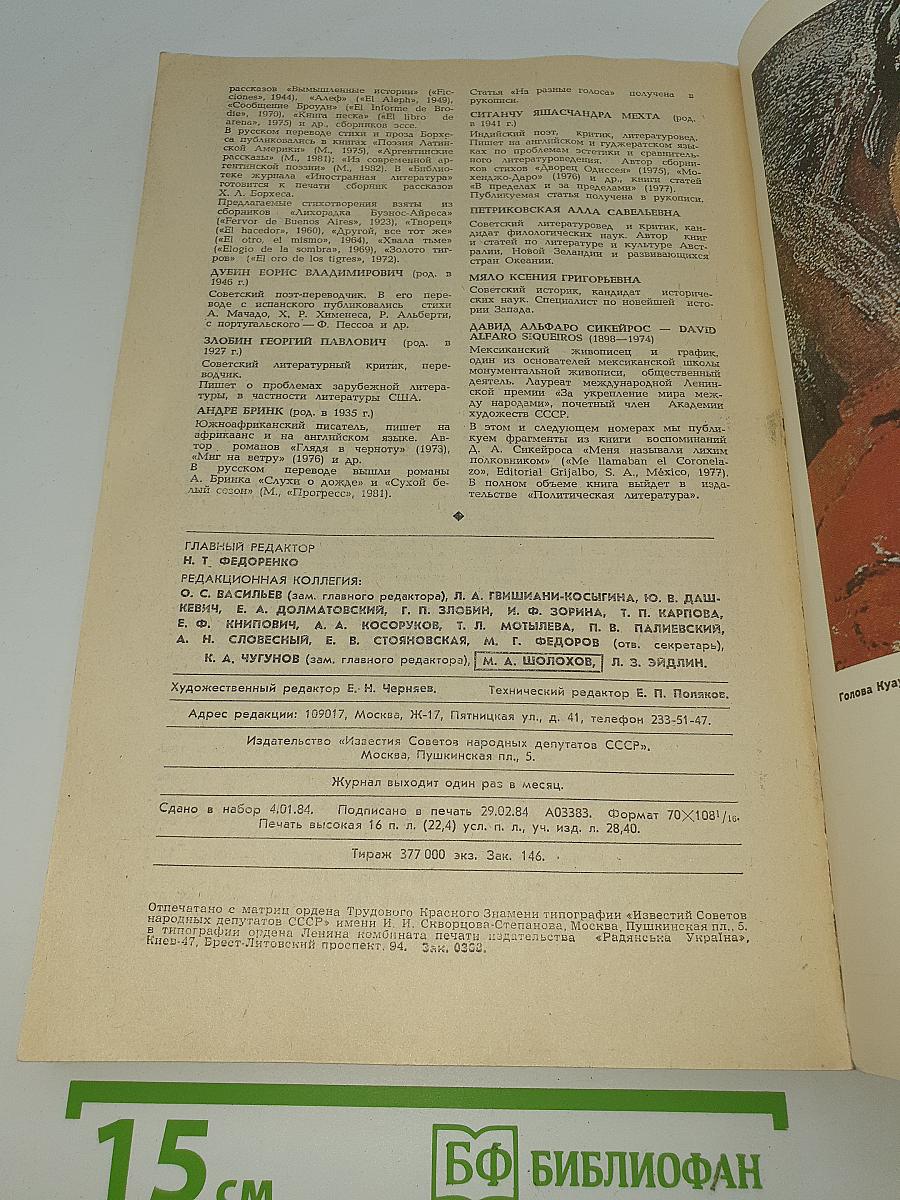 рассказов «Вымышленные истории» («Fic-
ciones», 1944), «Алеф» («El Aleph», 1949),
«Сообщение Броуди» («El Informe de Bro-
die», 1970), «Книга песка» («El libro de
arena», 1975) и др., сборников эссе.
В русском переводе стихи и проза Борхе-
са публиковались в книгах «Поэзия Латин-
ской Америки» (М., 1975), «Аргентинские
рассказы» (М., 1981); «Из современной ар-
гентинской поэзии» (М., 1982). В «Библио-
теке журнала «Иностранная литература»
готовится к печати сборник рассказов
Х. Л. Борхеса.
Предлагаемые стихотворения взяты из
сборников «Лихорадка Буэнос-Айреса»
(«Fervor de Buenos Aires», 1923), «Творец»
(«El hacedor», 1960), «Другой, все тот же»
(«El otro, el mismo», 1964), «Хвала тьме»
(«Elogio de la sombra», 1969), «Золото тиг-
ров» («El oro de los tigres», 1972).
ДУБИН БОРИС ВЛАДИМИРОВИЧ (род. в
1946 г.)
Советский поэт-переводчик. В его пере-
воде с испанского публиковались стихи
А. Мачадо, Х. Р. Хименеса, Р. Альберти,
с португальского — Ф. Пессоа и др.
ЗЛОБИН ГЕОРГИЙ ПАВЛОВИЧ (род. в
1927 г.)
Советский литературный критик, пере-
водчик.
Пишет о проблемах зарубежной литера-
туры, в частности литературы США.
АНДРЕ БРИНК (род. в 1935 г.)
Южноафриканский писатель, пишет на
африкаанс и на английском языке. Ав-
тор романов «Глядя в черноту» (1973),
«Миг на ветру» (1976) и др.
В русском переводе вышли романы
А. Бринка «Слухи о дожде» и «Сухой бе-
лый сезон» (М., «Прогресс», 1981).
Статья «На разные голоса» получена в
рукописи.
СИТАНЧУ ЯШАСЧАНДРА МЕХТА (род.
в 1941 г.)
Индийский поэт, критик, литературовед.
Пишет на английском и гуджератском язы-
ках по проблемам эстетики и сравнитель-
ного литературоведения. Автор сборни-
ков стихов «Дворец Одиссея» (1975), «Мо-
хенджо-Даро» (1976) и др., книги статей
«В пределах и за пределами» (1977).
Публикуемая статья получена в рукописи.
ПЕТРИКОВСКАЯ АЛЛА САВЕЛЬЕВНА
Советский литературовед и критик, кан-
дидат филологических наук. Автор книг
и статей по литературе и культуре Авст-
ралии, Новой Зеландии и развивающихся
стран Океании.
МЯЛО КСЕНИЯ ГРИГОРЬЕВНА
Советский историк, кандидат историче-
ских наук. Специалист по новейшей исто-
рии Запада.
ДАВИД АЛЬФАРО СИКЕЙРОС — DAVID
ALFARO SIQUEIROS (1898—1974)
Мексиканский живописец и график,
один из основателей мексиканской школы
монументальной живописи, общественный
деятель. Лауреат международной Ленин-
ской премии «За укрепление мира меж-
ду народами», почетный член Академии
художеств СССР.
В этом и следующем номерах мы публи-
куем фрагменты из книги воспоминаний
Д. А. Сикейроса «Меня называли лихим
полковником» («Me llamaban el Coronela-
zo», Editorial Grijalbo, S. A., México, 1977).
В полном объеме книга выйдет в изда-
тельстве «Политическая литература».
ГЛАВНЫЙ РЕДАКТОР
Н. Т. ФЕДОРЕНКО
РЕДАКЦИОННАЯ КОЛЛЕГИЯ:
О. С. ВАСИЛЬЕВ (зам. главного редактора), Л. А. ГВИШИАНИ-КОСЫГИНА, Ю. В. ДАШ-
КЕВИЧ, Е. А. ДОЛМАТОВСКИЙ, Г. П. ЗЛОБИН, И. Ф. ЗОРИНА, Т. П. КАРПОВА,
Е. Ф. КНИПОВИЧ, А. А. КОСОРУКОВ, Т. Л. МОТЫЛЕВА, П. В. ПАЛИЕВСКИЙ,
А. Н. СЛОВЕСНЫЙ, Е. В. СТОЯНОВСКАЯ, М. Г. ФЕДОРОВ (отв. секретарь),
К. А. ЧУГУНОВ (зам. главного редактора), М. А. ШОЛОХОВ, Л. З. ЭЙДЛИН.
Художественный редактор Е. Н. Черняев. Технический редактор Е. П. Поляков.
Адрес редакции: 109017, Москва, Ж-17, Пятницкая ул., д. 41, телефон 233-51-47.
Издательство «Известия Советов народных депутатов СССР».
Москва, Пушкинская пл., 5.
Журнал выходит один раз в месяц.
Сдано в набор 4.01.84. Подписано в печать 29.02.84 А03383. Формат 70×108¹/₁₆.
Печать высокая 16 п. л. (22,4) усл. п. л., уч. изд. л. 28,40.
Тираж 377 000 экз. Зак. 146.
Отпечатано с матриц ордена Трудового Красного Знамени типографии «Известий Советов
народных депутатов СССР» имени И. И. Скворцова-Степанова, Москва, Пушкинская пл., 5.
в типографии ордена Ленина комбината печати издательства «Радянська Україна»,
Киев-47, Брест-Литовский проспект, 94. Зак. 0368.
Голова Куау
15 см
БФ БИБЛИОФАН